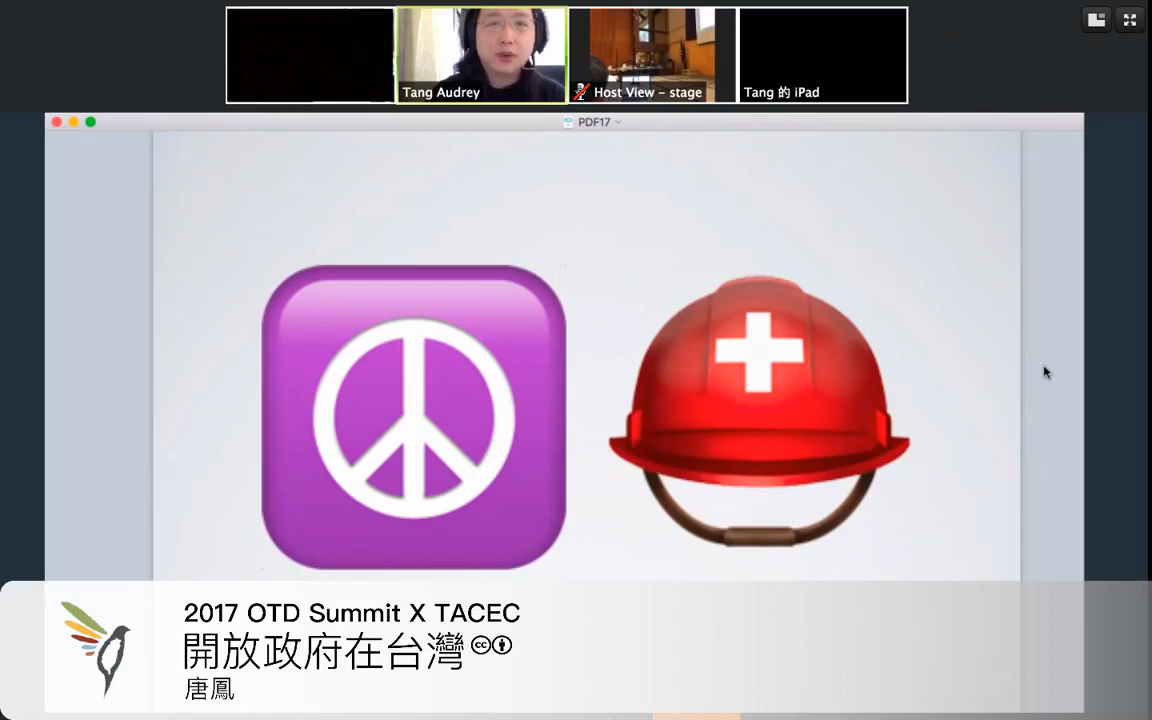 Tang Audrey
Host View – stage
Tang 的 iPad
PDF17
2017 OTD Summit X TACEC
開放政府在台灣
cc
唐鳳